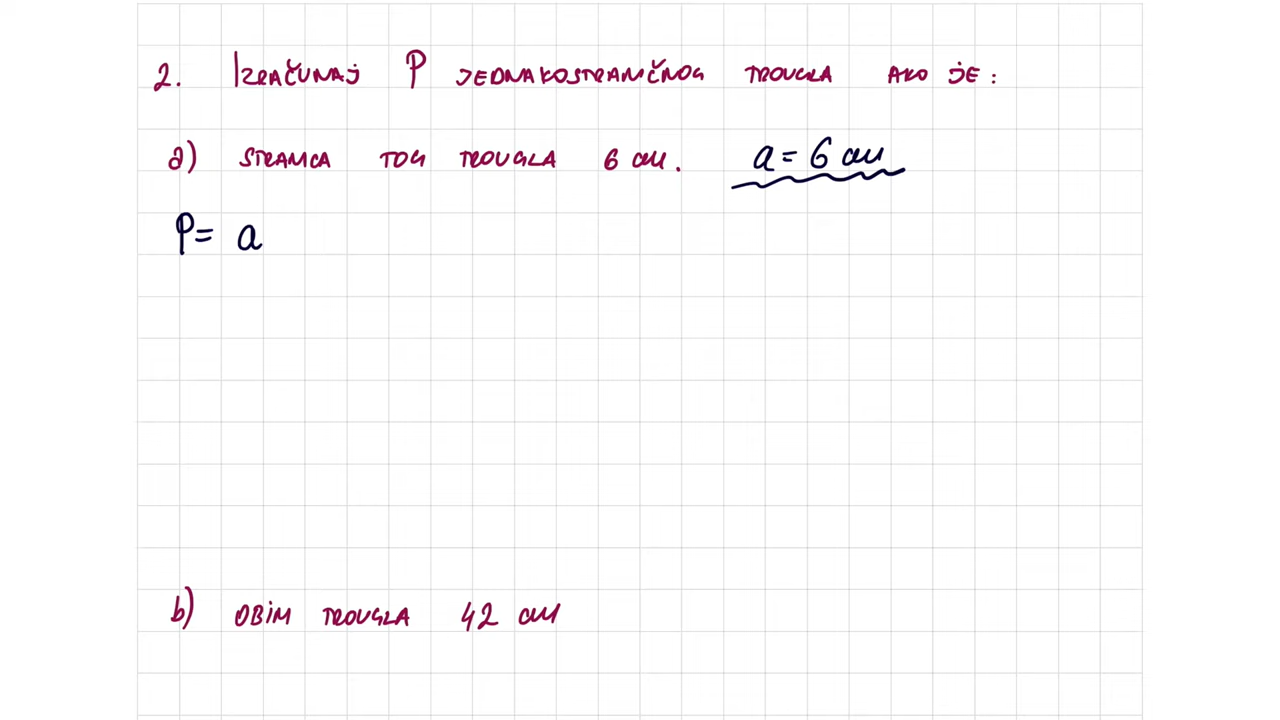 2. IZRAČUNAJ P JEDNAKOSTRANIČNOG TROUGLA AKO JE:
a) STRANICA TOG TROUGLA 6 cm. a = 6 cm
P = a
b) OBIM TROUGLA 42 cm